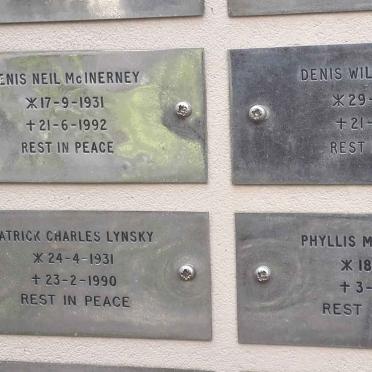 ENIS NEIL McINERNEY
✶17-9-1931
✝21-6-1992
REST IN PEACE
DENIS WIL
✶29-
✝21-
REST
ATRICK CHARLES LYNSKY
✶24-4-1931
✝23-2-1990
REST IN PEACE
PHYLLIS M
✶18
✝3-
REST